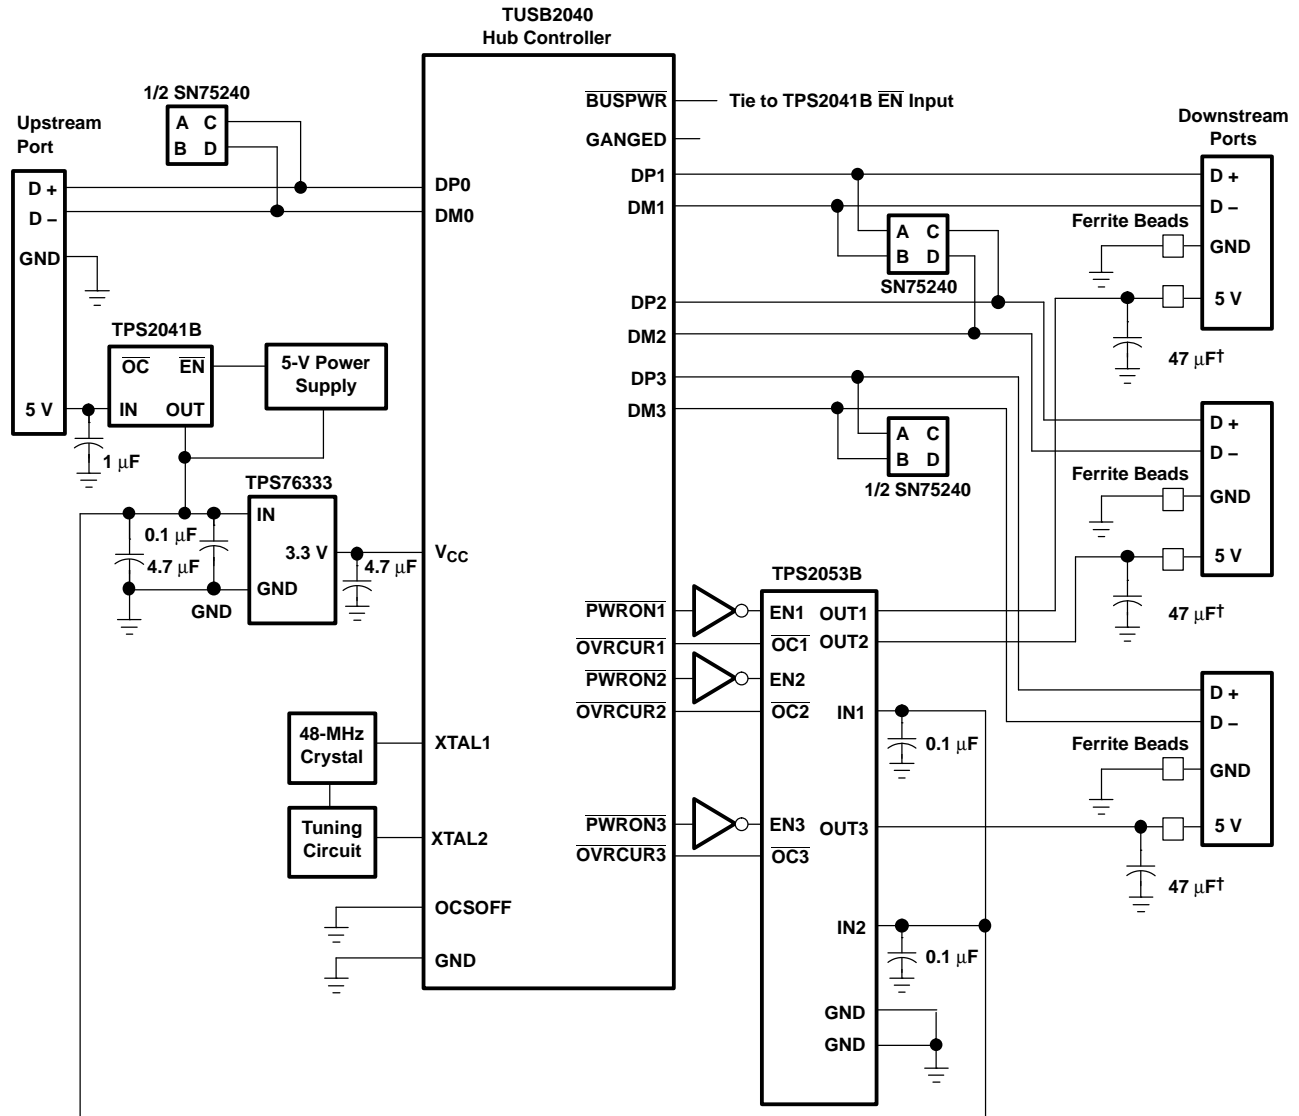 TUSB2040
Hub Controller
1/2 SN75240
A C
B D
Upstream
Port
D +
D −
GND
5 V
BUSPWR
Tie to TPS2041B EN Input
GANGED
DP0
DM0
DP1
DM1
DP2
DM2
DP3
DM3
A C
B D
SN75240
A C
B D
1/2 SN75240
Downstream
Ports
D +
D −
Ferrite Beads
GND
5 V
47 μF†
D +
D −
Ferrite Beads
GND
5 V
47 μF†
D +
D −
Ferrite Beads
GND
5 V
47 μF†
TPS2041B
OC EN
IN OUT
5-V Power
Supply
1 μF
TPS76333
IN
3.3 V
GND
0.1 μF
4.7 μF
GND
4.7 μF
VCC
PWRON1
OVRCUR1
PWRON2
OVRCUR2
PWRON3
OVRCUR3
TPS2053B
EN1 OUT1
OC1 OUT2
EN2
OC2 IN1
0.1 μF
EN3 OUT3
OC3
IN2
0.1 μF
GND
GND
48-MHz
Crystal
XTAL1
Tuning
Circuit
XTAL2
OCSOFF
GND